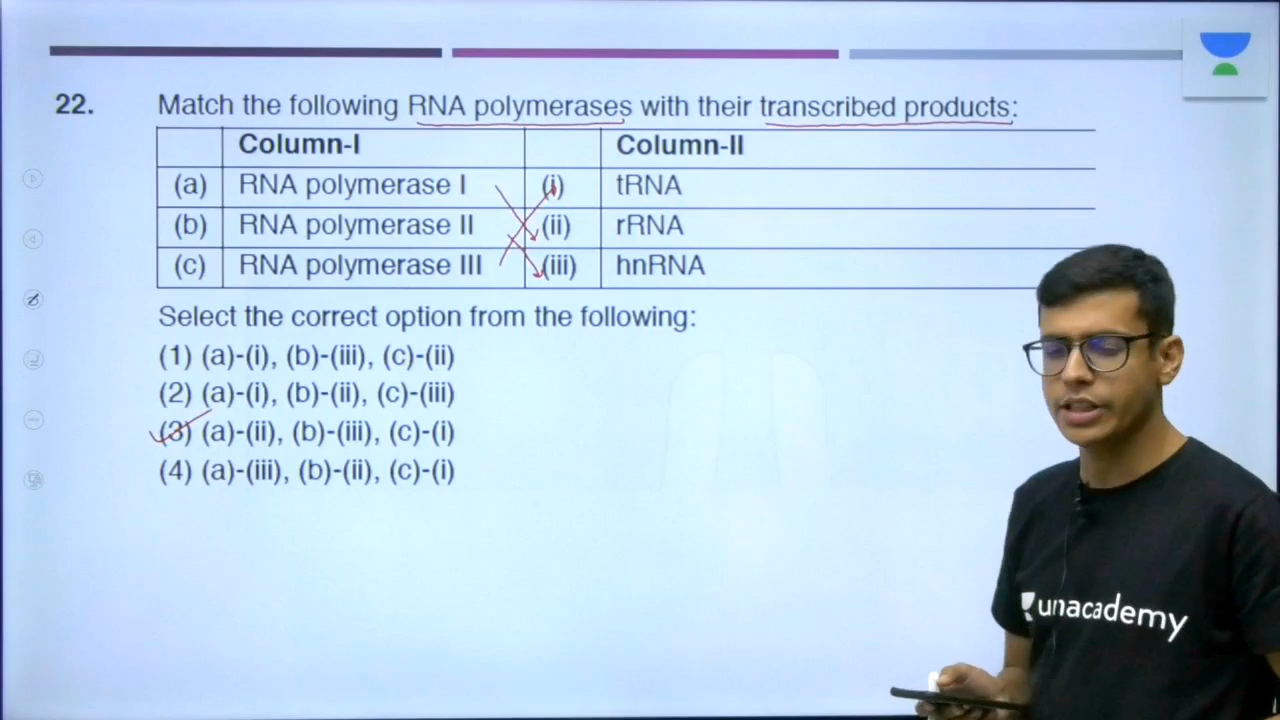 22. Match the following RNA polymerases with their transcribed products:
Column-I Column-II
(a) RNA polymerase I (i) tRNA
(b) RNA polymerase II (ii) rRNA
(c) RNA polymerase III (iii) hnRNA
Select the correct option from the following:
(1) (a)-(i), (b)-(iii), (c)-(ii)
(2) (a)-(i), (b)-(ii), (c)-(iii)
(3) (a)-(ii), (b)-(iii), (c)-(i)
(4) (a)-(iii), (b)-(ii), (c)-(i)
unacademy